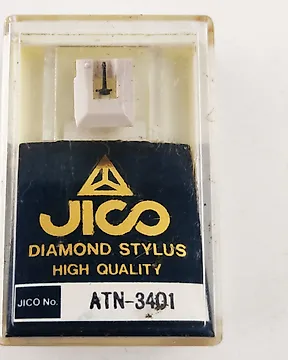 JICO
DIAMOND STYLUS
HIGH QUALITY
JICO No. ATN-3401